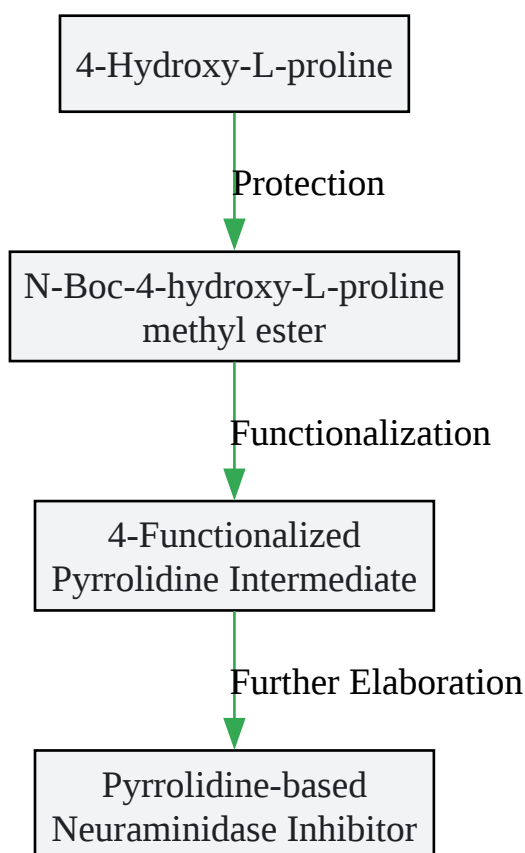 4-Hydroxy-L-proline
Protection
N-Boc-4-hydroxy-L-proline
methyl ester
Functionalization
4-Functionalized
Pyrrolidine Intermediate
Further Elaboration
Pyrrolidine-based
Neuraminidase Inhibitor